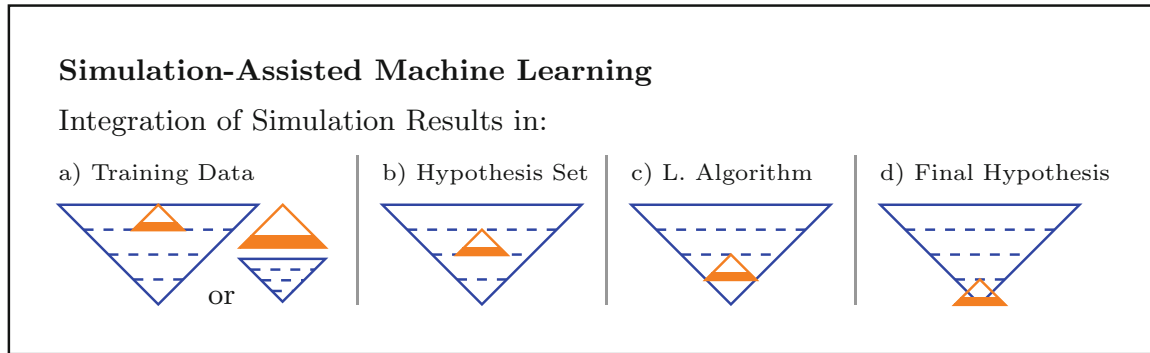 Simulation-Assisted Machine Learning
Integration of Simulation Results in:
a) Training Data
b) Hypothesis Set
c) L. Algorithm
d) Final Hypothesis
or